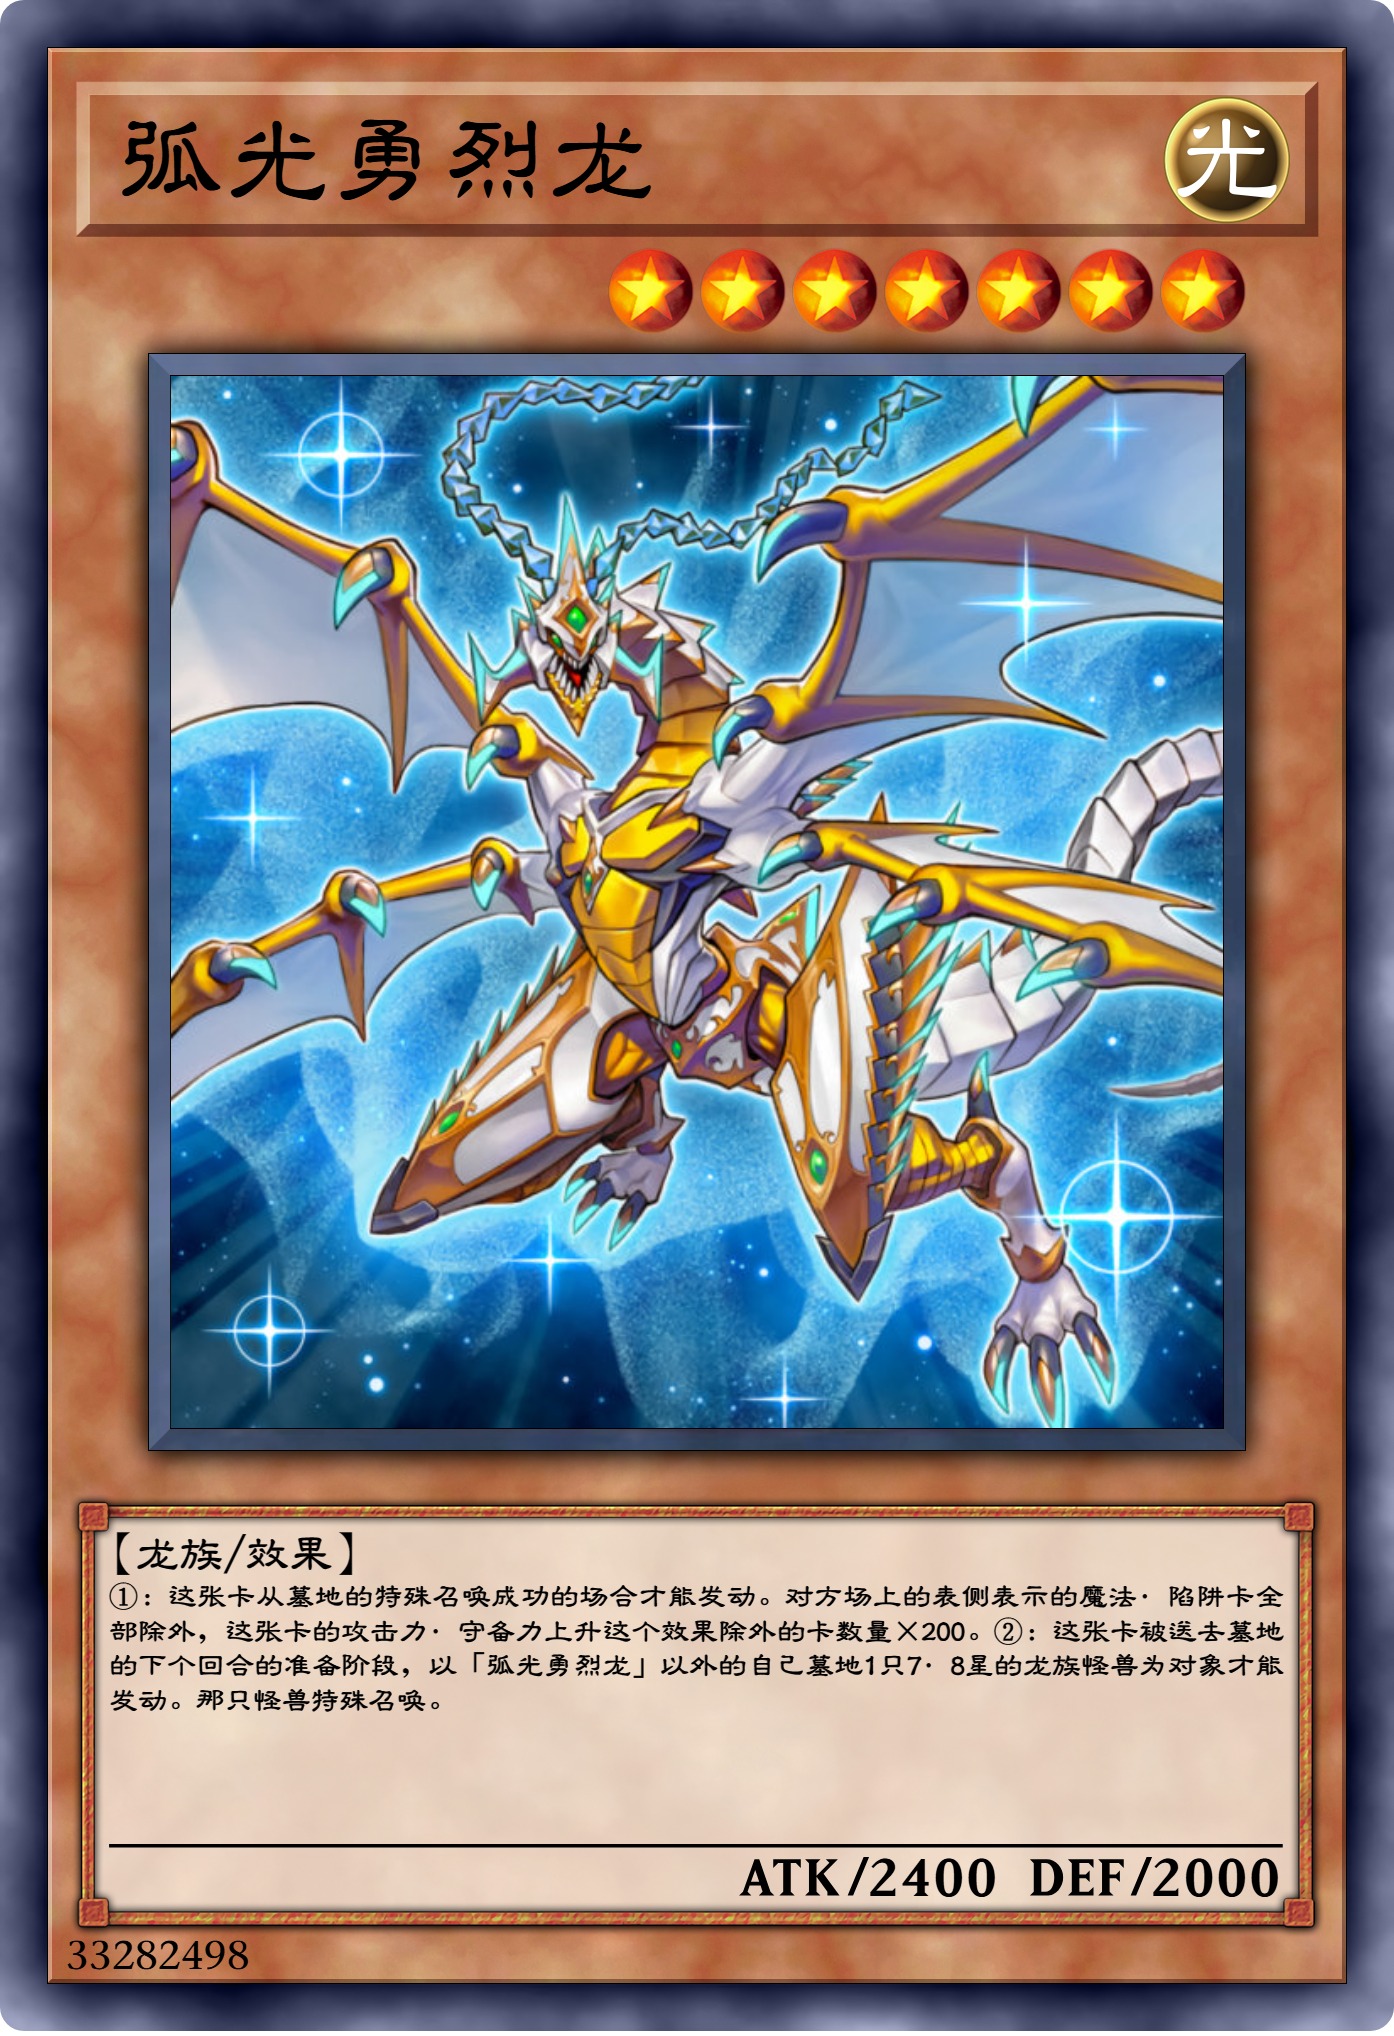 弧光勇烈龙
光
【龙族/效果】
①：这张卡从墓地的特殊召唤成功的场合才能发动。对方场上的表侧表示的魔法·陷阱卡全
部除外，这张卡的攻击力·守备力上升这个效果除外的卡数量×200。②：这张卡被送去墓地
的下个回合的准备阶段，以「弧光勇烈龙」以外的自己墓地1只7·8星的龙族怪兽为对象才能
发动。那只怪兽特殊召唤。
ATK/2400 DEF/2000
33282498